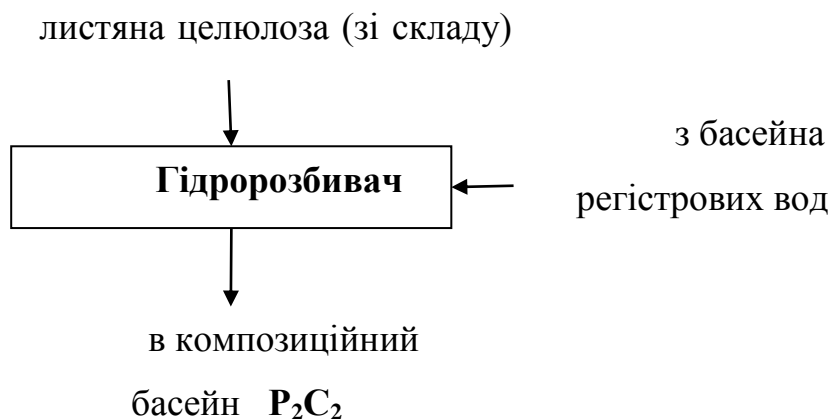 листяна целюлоза (зі складу)
з басейна
Гідророзбивач
регістрових вод
в композиційний
басейн P₂C₂